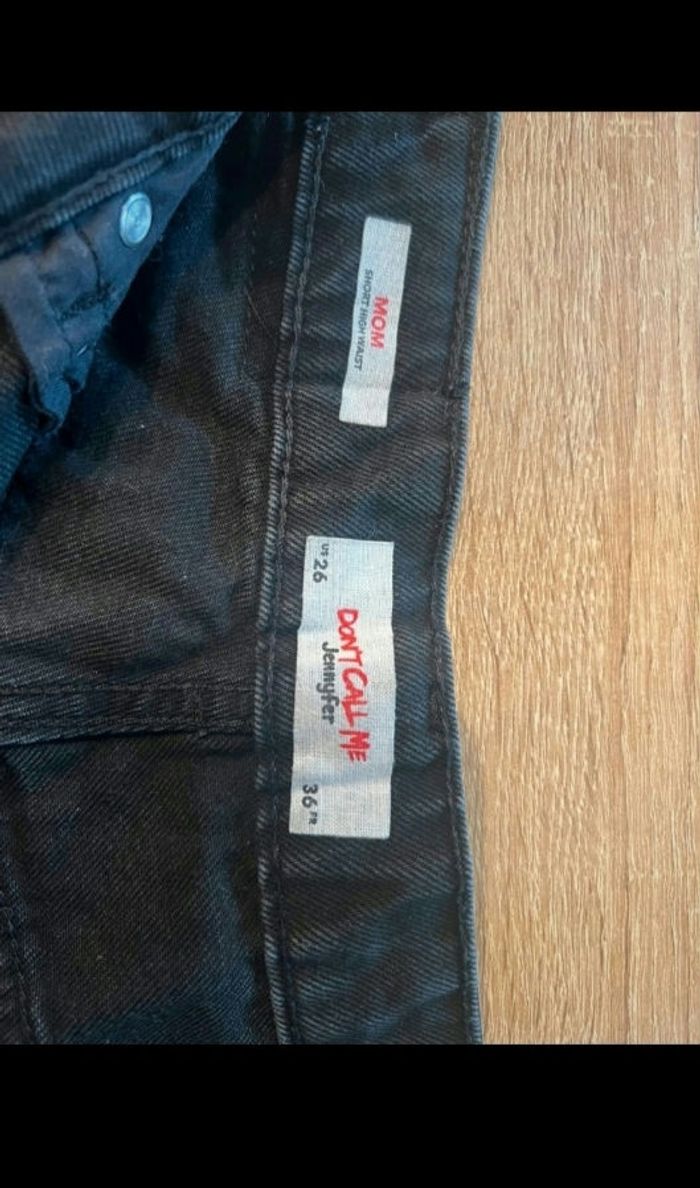 MOM
SHORT HIGH WAIST
US 26
DON'T CALL ME
Jennyfer
36 FR